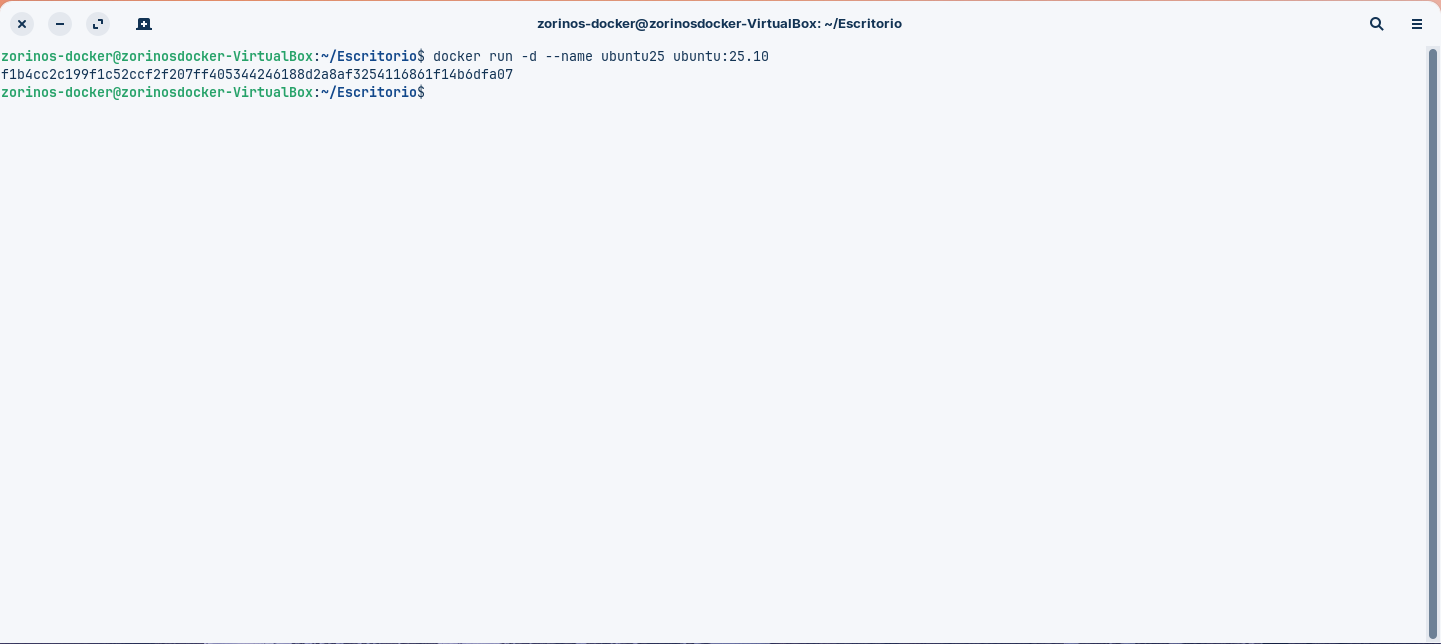 zorinos-docker@zorinosdocker-VirtualBox: ~/Escritorio
zorinos-docker@zorinosdocker-VirtualBox:~/Escritorio$ docker run -d --name ubuntu25 ubuntu:25.10
f1b4cc2c199f1c52ccf2f207ff405344246188d2a8af3254116861f14b6dfa07
zorinos-docker@zorinosdocker-VirtualBox:~/Escritorio$